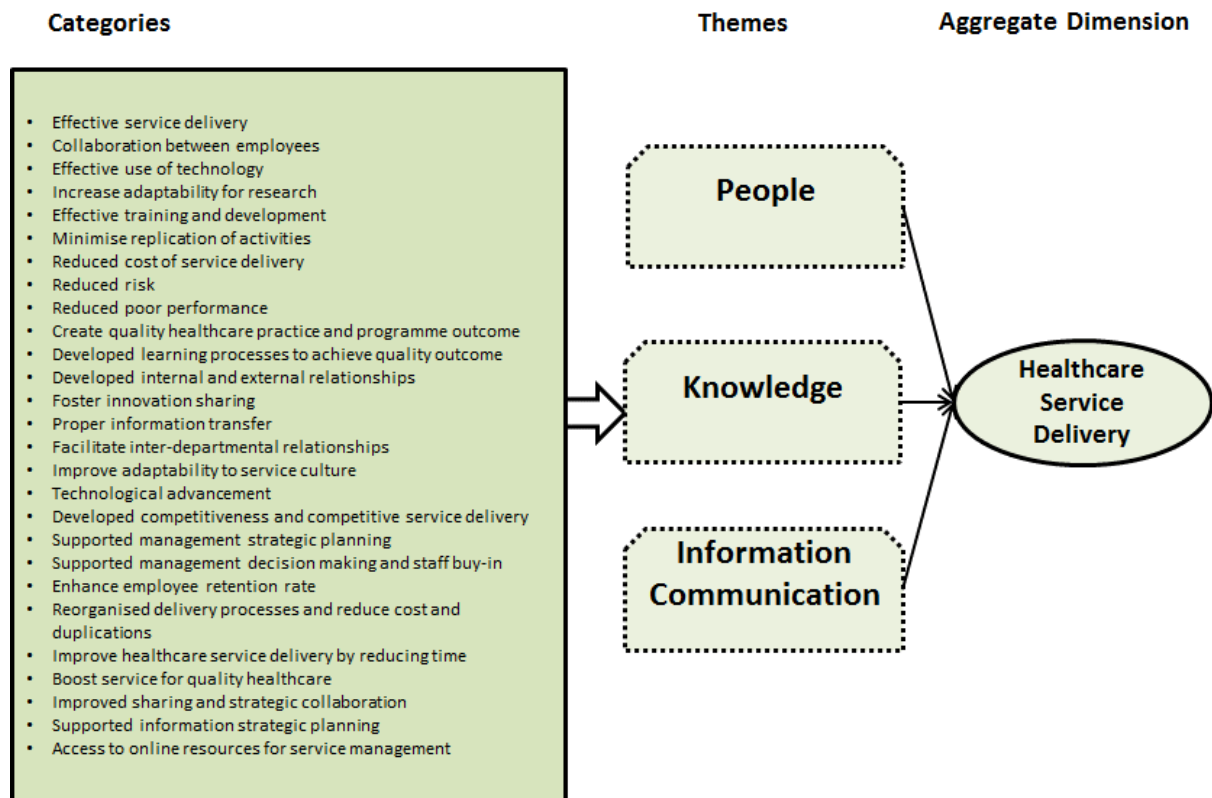 Categories
Themes
Aggregate Dimension
• Effective service delivery
• Collaboration between employees
• Effective use of technology
• Increase adaptability for research
• Effective training and development
• Minimise replication of activities
• Reduced cost of service delivery
• Reduced risk
• Reduced poor performance
• Create quality healthcare practice and programme outcome
• Developed learning processes to achieve quality outcome
• Developed internal and external relationships
• Foster innovation sharing
• Proper information transfer
• Facilitate inter-departmental relationships
• Improve adaptability to service culture
• Technological advancement
• Developed competitiveness and competitive service delivery
• Supported management strategic planning
• Supported management decision making and staff buy-in
• Enhance employee retention rate
• Reorganised delivery processes and reduce cost and
duplications
• Improve healthcare service delivery by reducing time
• Boost service for quality healthcare
• Improved sharing and strategic collaboration
• Supported information strategic planning
• Access to online resources for service management
People
Knowledge
Information
Communication
Healthcare
Service
Delivery